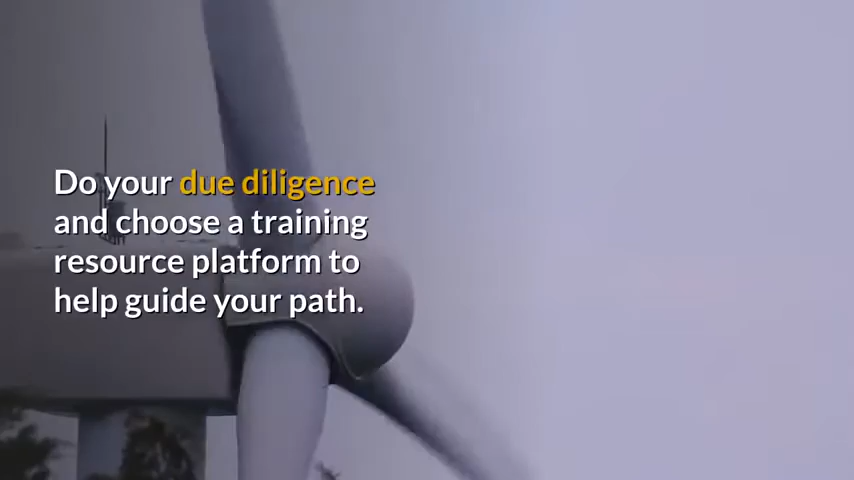 Do your due diligence
and choose a training
resource platform to
help guide your path.